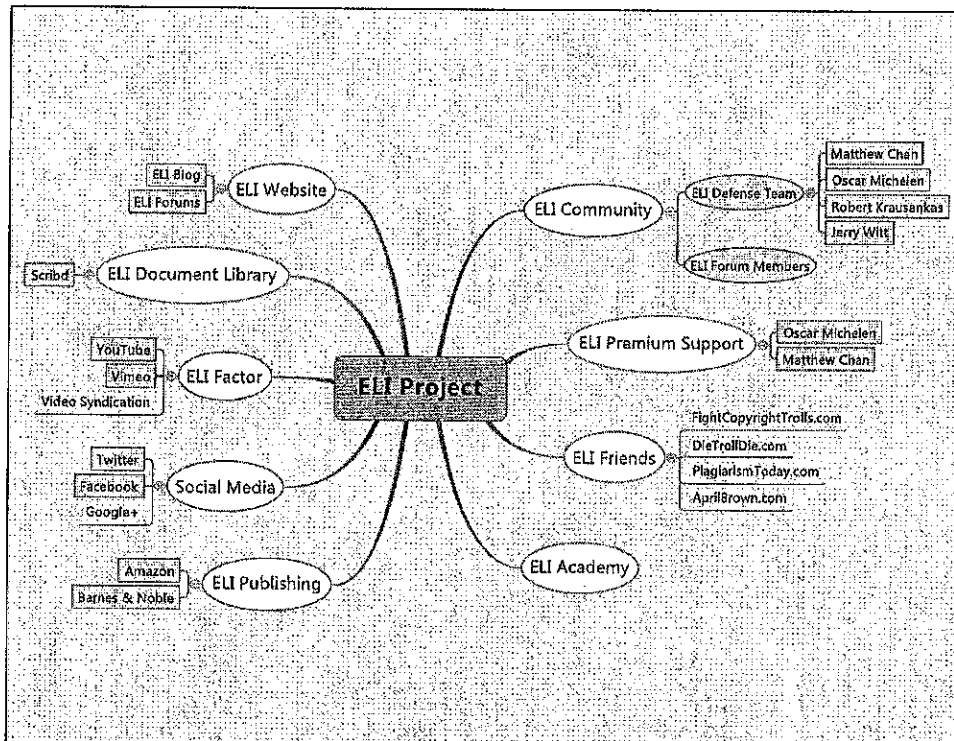 ELI Project
ELI Website
ELI Blog
ELI Forums
ELI Document Library
Scribd
ELI Factor
YouTube
Vimeo
Video Syndication
Social Media
Twitter
Facebook
Google+
ELI Publishing
Amazon
Barnes & Noble
ELI Community
ELI Defense Team
Matthew Chan
Oscar Michelen
Robert Krausankas
Jerry Witt
ELI Forum Members
ELI Premium Support
Oscar Michelen
Matthew Chan
ELI Friends
FightCopyrightTrolls.com
DieTrollDie.com
PlagiarismToday.com
AprilBrown.com
ELI Academy